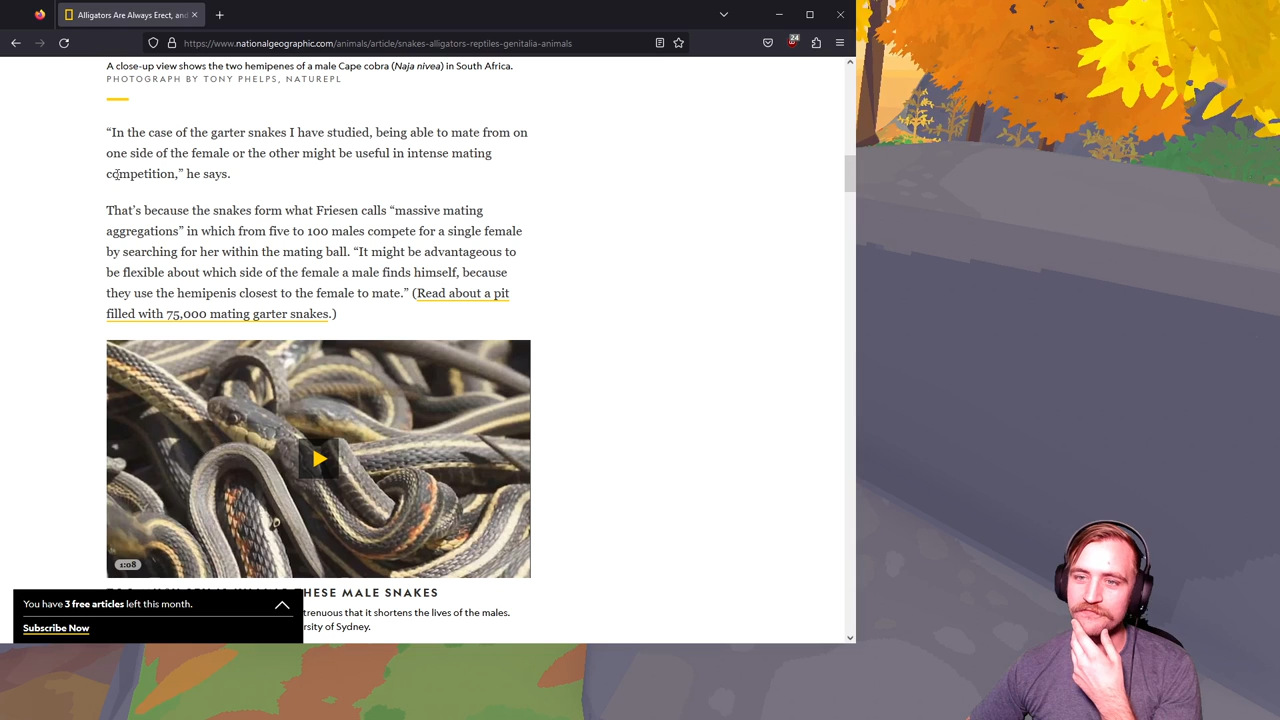 Alligators Are Always Erect, and
24
https://www.nationalgeographic.com/animals/article/snakes-alligators-reptiles-genitalia-animals
A close-up view shows the two hemipenes of a male Cape cobra (Naja nivea) in South Africa.
PHOTOGRAPH BY TONY PHELPS, NATUREPL
“In the case of the garter snakes I have studied, being able to mate from on
one side of the female or the other might be useful in intense mating
competition,” he says.
That’s because the snakes form what Friesen calls “massive mating
aggregations” in which from five to 100 males compete for a single female
by searching for her within the mating ball. “It might be advantageous to
be flexible about which side of the female a male finds himself, because
they use the hemipenis closest to the female to mate.” (Read about a pit
filled with 75,000 mating garter snakes.)
1:08
THESE MALE SNAKES
trenuous that it shortens the lives of the males.
rsity of Sydney.
You have 3 free articles left this month.
Subscribe Now